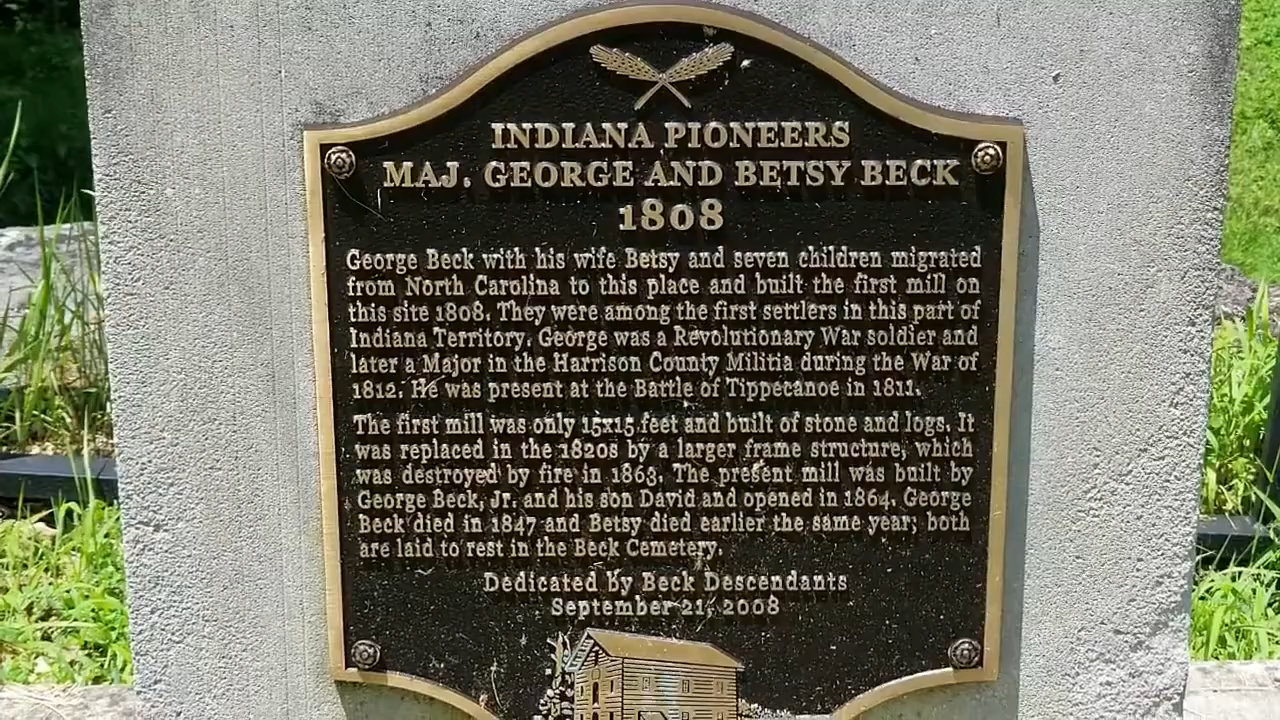 INDIANA PIONEERS
MAJ. GEORGE AND BETSY BECK
1808
George Beck with his wife Betsy and seven children migrated
from North Carolina to this place and built the first mill on
this site 1808. They were among the first settlers in this part of
Indiana Territory. George was a Revolutionary War soldier and
later a Major in the Harrison County Militia during the War of
1812. He was present at the Battle of Tippecanoe in 1811.
The first mill was only 15x15 feet and built of stone and logs. It
was replaced in the 1820s by a larger frame structure, which
was destroyed by fire in 1863. The present mill was built by
George Beck, Jr. and his son David and opened in 1864. George
Beck died in 1847 and Betsy died earlier the same year; both
are laid to rest in the Beck Cemetery.
Dedicated by Beck Descendants
September 21, 2008